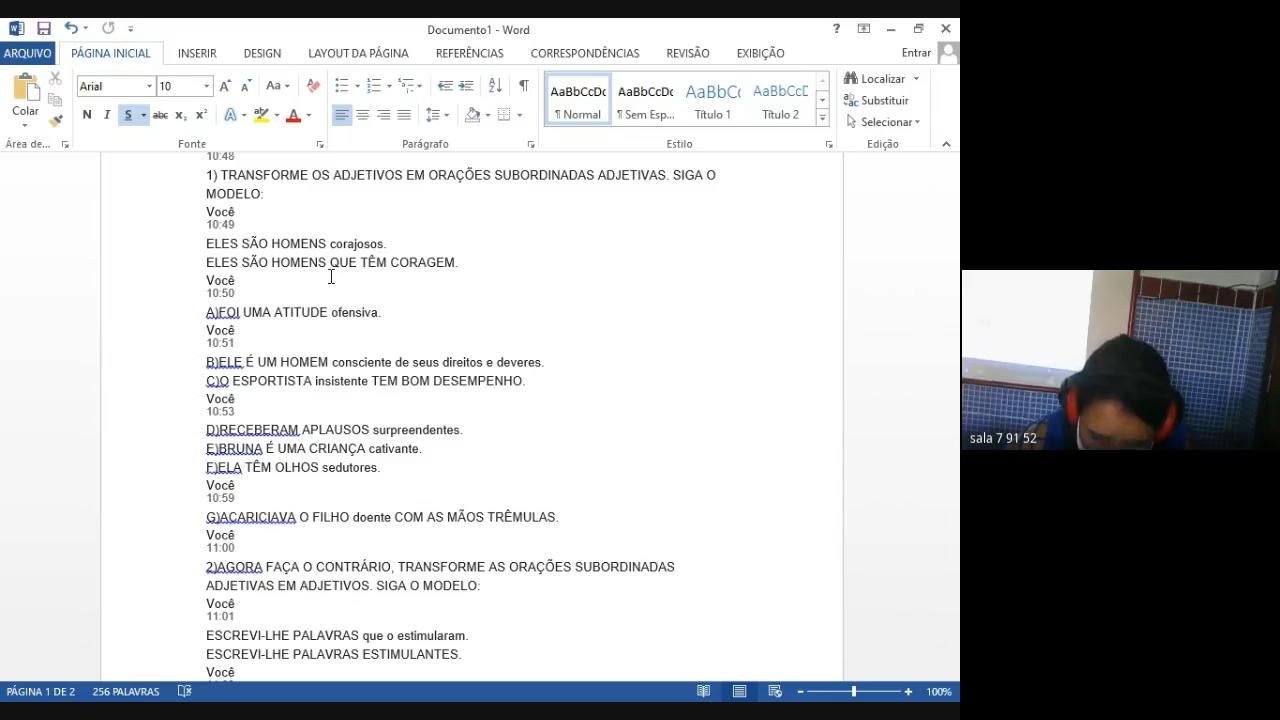 Documento1 - Word
ARQUIVO PÁGINA INICIAL INSERIR DESIGN LAYOUT DA PÁGINA REFERÊNCIAS CORRESPONDÊNCIAS REVISÃO EXIBIÇÃO Entrar
Colar
Arial 10
N I S abc x₂ x²
AaBbCcDc AaBbCcDc AaBbC( AaBbCcD
¶ Normal ¶ Sem Esp... Título 1 Título 2
Localizar
Substituir
Selecionar
Área de... Fonte Parágrafo Estilo Edição
10:48
1) TRANSFORME OS ADJETIVOS EM ORAÇÕES SUBORDINADAS ADJETIVAS. SIGA O
MODELO:
Você
10:49
ELES SÃO HOMENS corajosos.
ELES SÃO HOMENS QUE TÊM CORAGEM.
Você
10:50
A)FOI UMA ATITUDE ofensiva.
Você
10:51
B)ELE É UM HOMEM consciente de seus direitos e deveres.
C)O ESPORTISTA insistente TEM BOM DESEMPENHO.
Você
10:53
D)RECEBERAM APLAUSOS surpreendentes.
E)BRUNA É UMA CRIANÇA cativante.
F)ELA TÊM OLHOS sedutores.
Você
10:59
G)ACARICIAVA O FILHO doente COM AS MÃOS TRÊMULAS.
Você
11:00
2)AGORA FAÇA O CONTRÁRIO, TRANSFORME AS ORAÇÕES SUBORDINADAS
ADJETIVAS EM ADJETIVOS. SIGA O MODELO:
Você
11:01
ESCREVI-LHE PALAVRAS que o estimularam.
ESCREVI-LHE PALAVRAS ESTIMULANTES.
Você
PÁGINA 1 DE 2 256 PALAVRAS 100%
sala 7 91 52